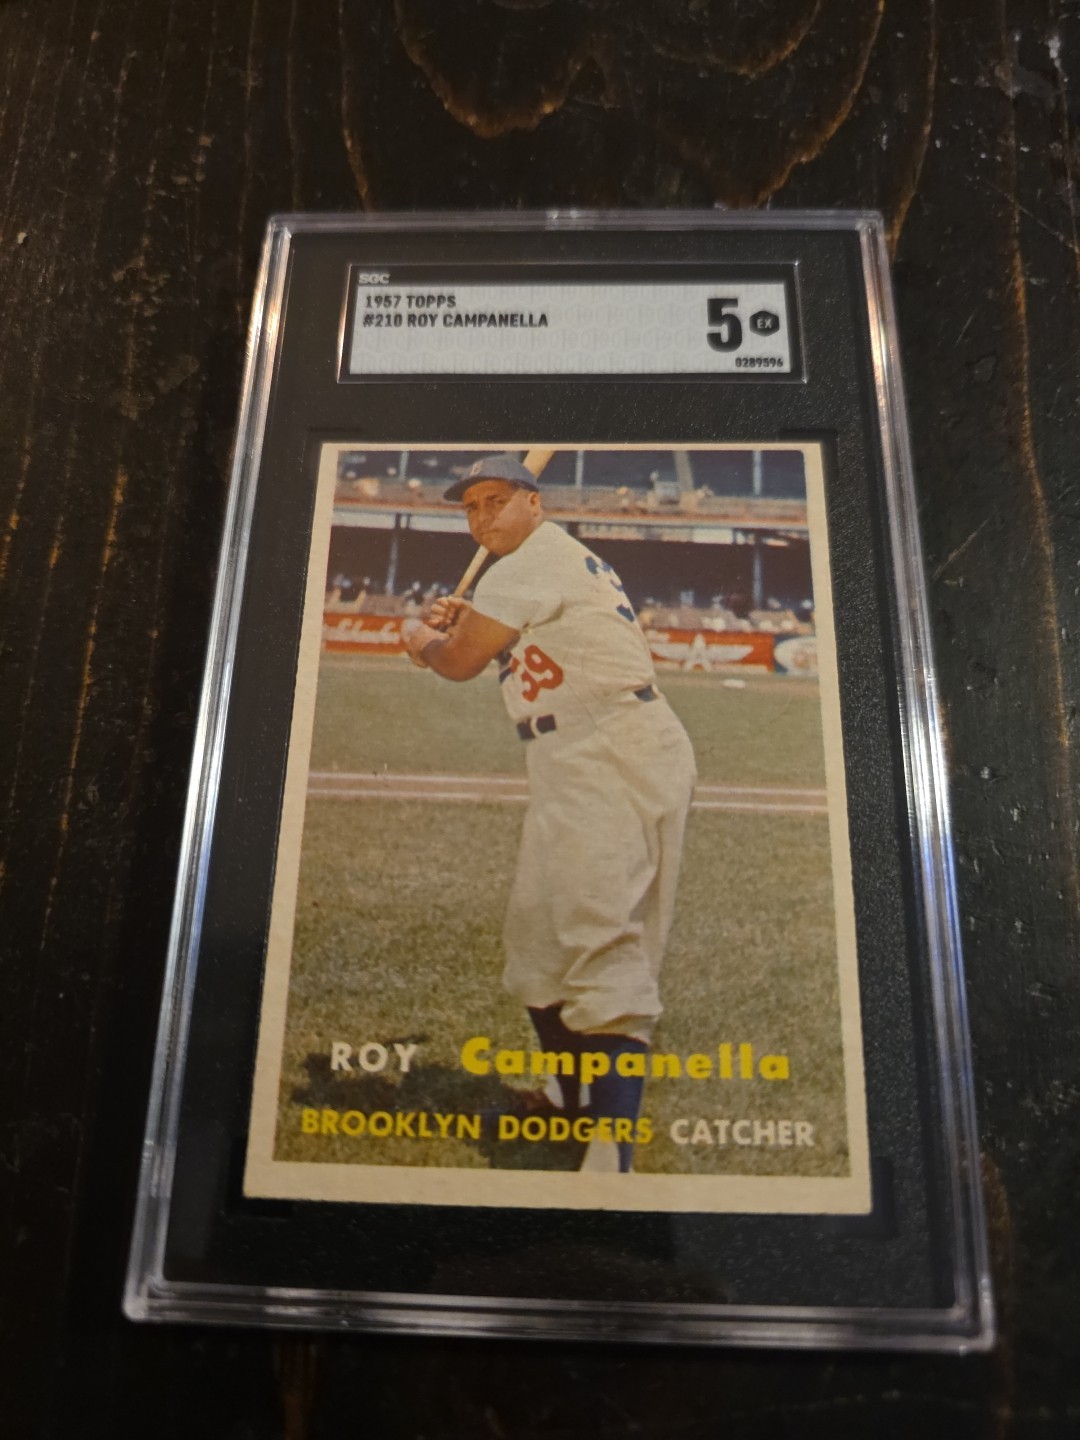 SGC
1957 TOPPS
#210 ROY CAMPANELLA
5 EX
0289596
B
39
ROY Campanella
BROOKLYN DODGERS CATCHER